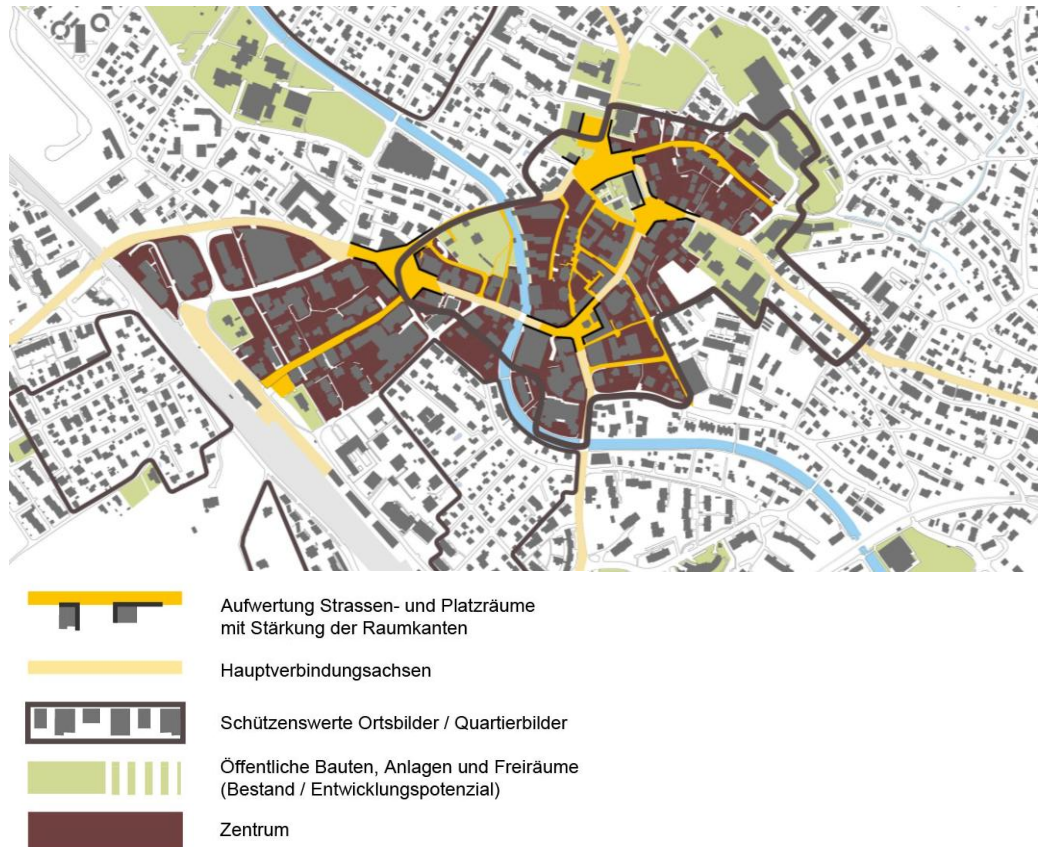 Aufwertung Strassen- und Platzräume
mit Stärkung der Raumkanten
Hauptverbindungsachsen
Schützenswerte Ortsbilder / Quartierbilder
Öffentliche Bauten, Anlagen und Freiräume
(Bestand / Entwicklungspotenzial)
Zentrum